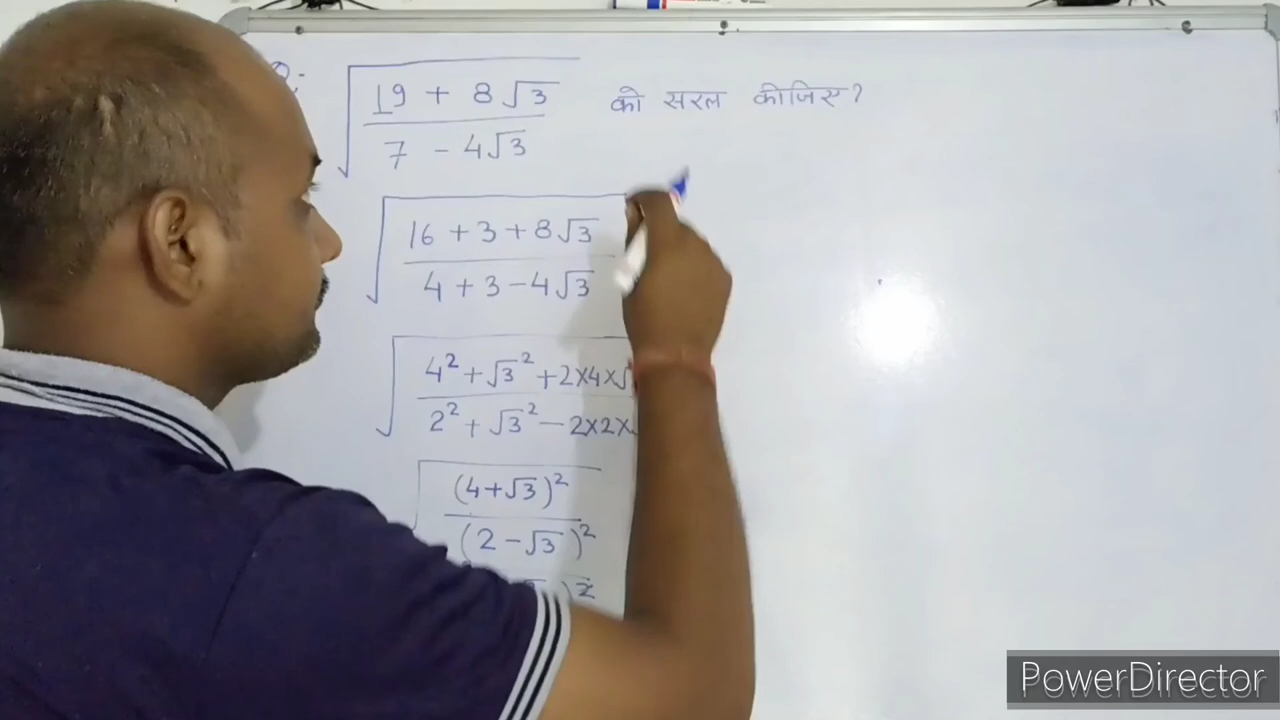 √(19 + 8√3 / 7 - 4√3) को सरल कीजिए?
√(16 + 3 + 8√3 / 4 + 3 - 4√3)
√(4² + √3² + 2×4×√ / 2² + √3² - 2×2×)
(4+√3)² / (2-√3)²
)²
PowerDirector